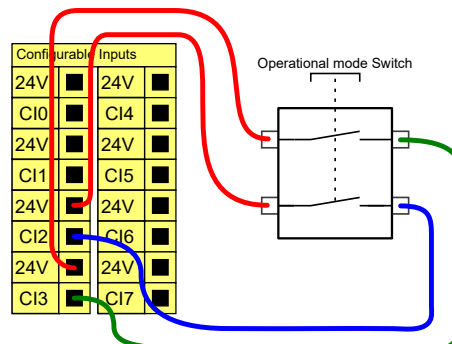 Configurable Inputs
24V 24V
CI0 CI4
24V 24V
CI1 CI5
24V 24V
CI2 CI6
24V 24V
CI3 CI7
Operational mode Switch